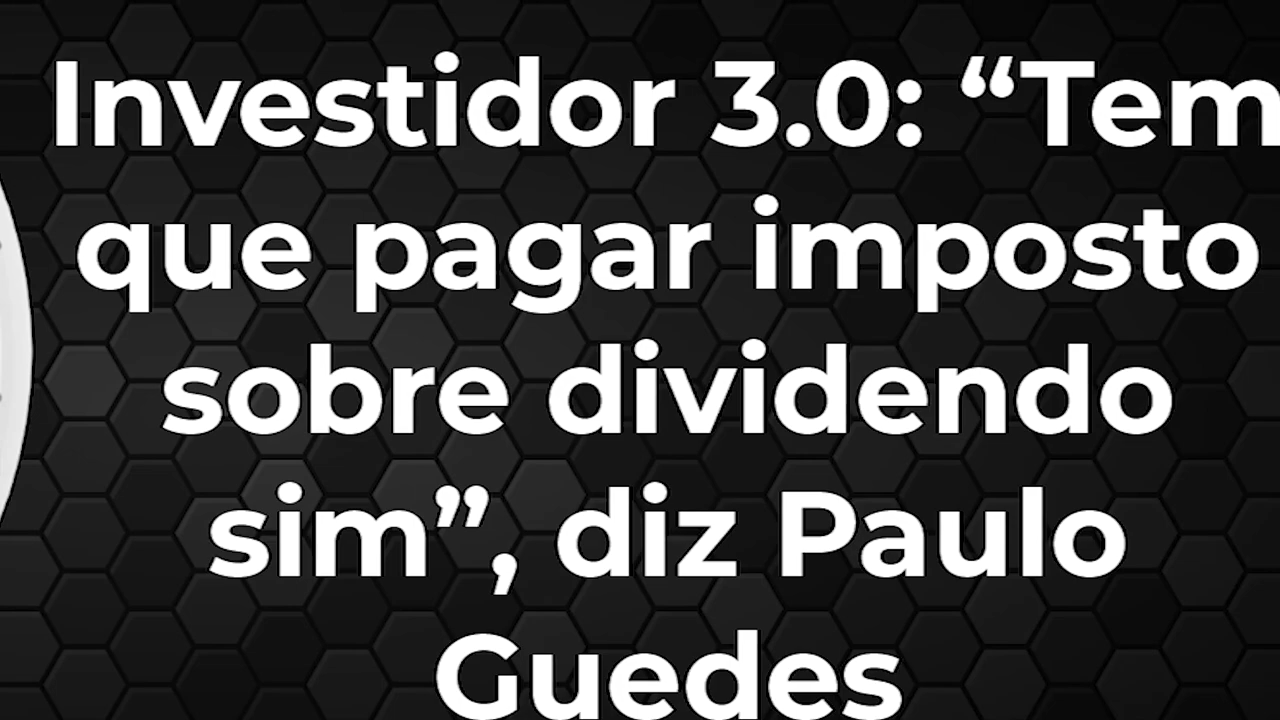 Investidor 3.0: “Tem
que pagar imposto
sobre dividendo
sim”, diz Paulo
Guedes